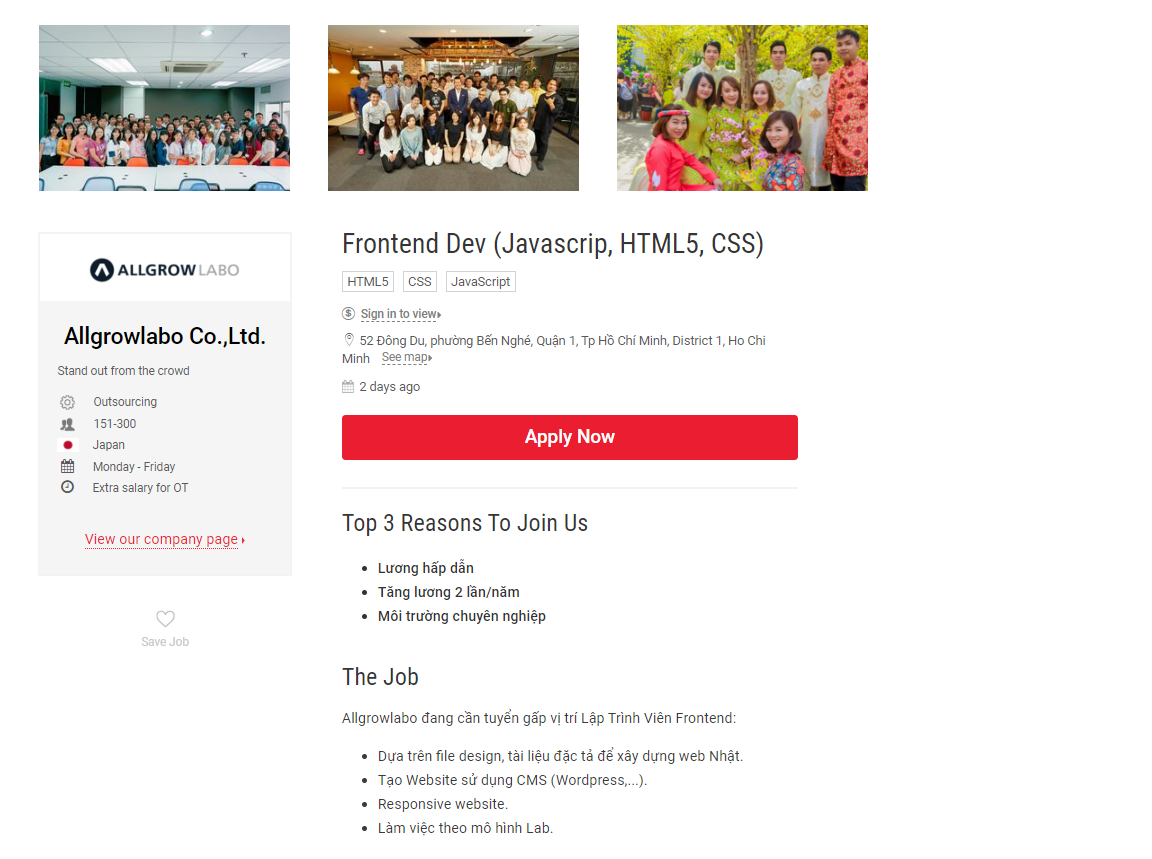 ALLGROW LABO
Allgrowlabo Co.,Ltd.
Stand out from the crowd
Outsourcing
151-300
Japan
Monday - Friday
Extra salary for OT
View our company page
Save Job
Frontend Dev (Javascrip, HTML5, CSS)
HTML5 CSS JavaScript
$ Sign in to view
52 Đông Du, phường Bến Nghé, Quận 1, Tp Hồ Chí Minh, District 1, Ho Chi
Minh See map
2 days ago
Apply Now
Top 3 Reasons To Join Us
Lương hấp dẫn
Tăng lương 2 lần/năm
Môi trường chuyên nghiệp
The Job
Allgrowlabo đang cần tuyển gấp vị trí Lập Trình Viên Frontend:
Dựa trên file design, tài liệu đặc tả để xây dựng web Nhật.
Tạo Website sử dụng CMS (Wordpress,...).
Responsive website.
Làm việc theo mô hình Lab.